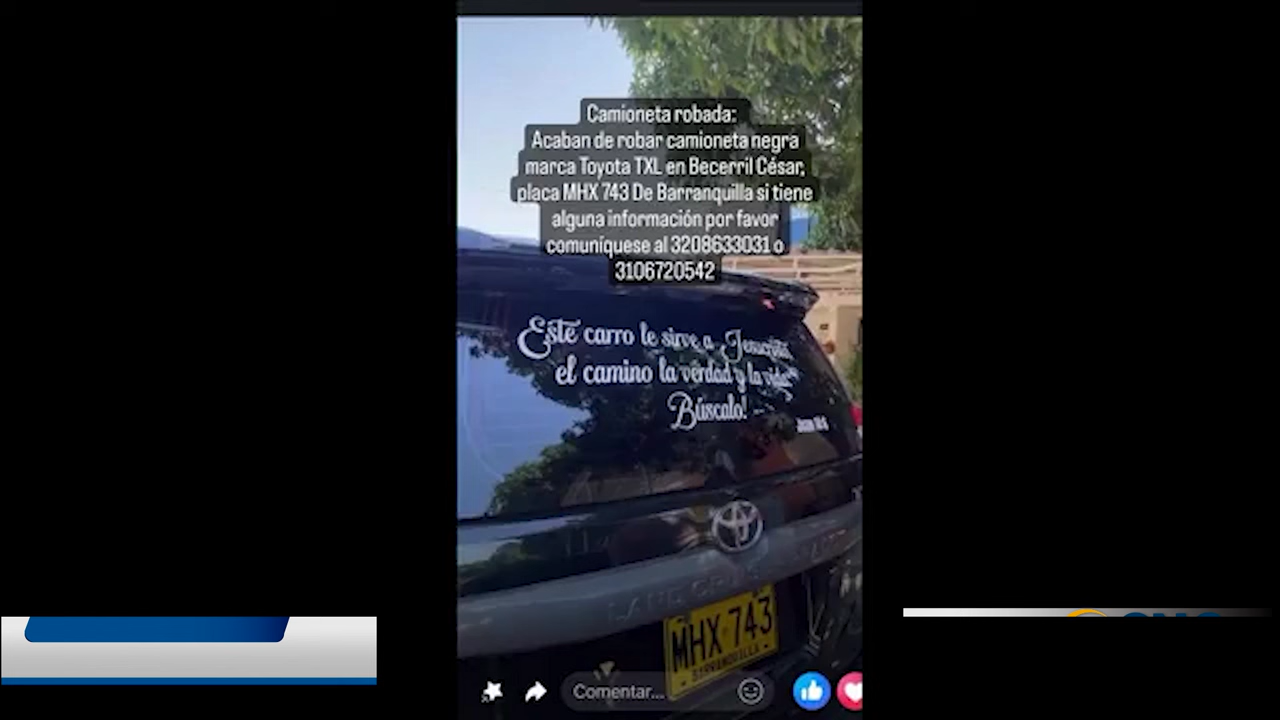 Camioneta robada:
Acaban de robar camioneta negra
marca Toyota TXL en Becerril César,
placa MHX 743 De Barranquilla si tiene
alguna información por favor
comuníquese al 3208633031 o
3106720542
Este carro le sirve a Jesucristo
el camino la verdad y la vida"
Búscalo!
MHX 743
BARRANQUILLA
Comentar...